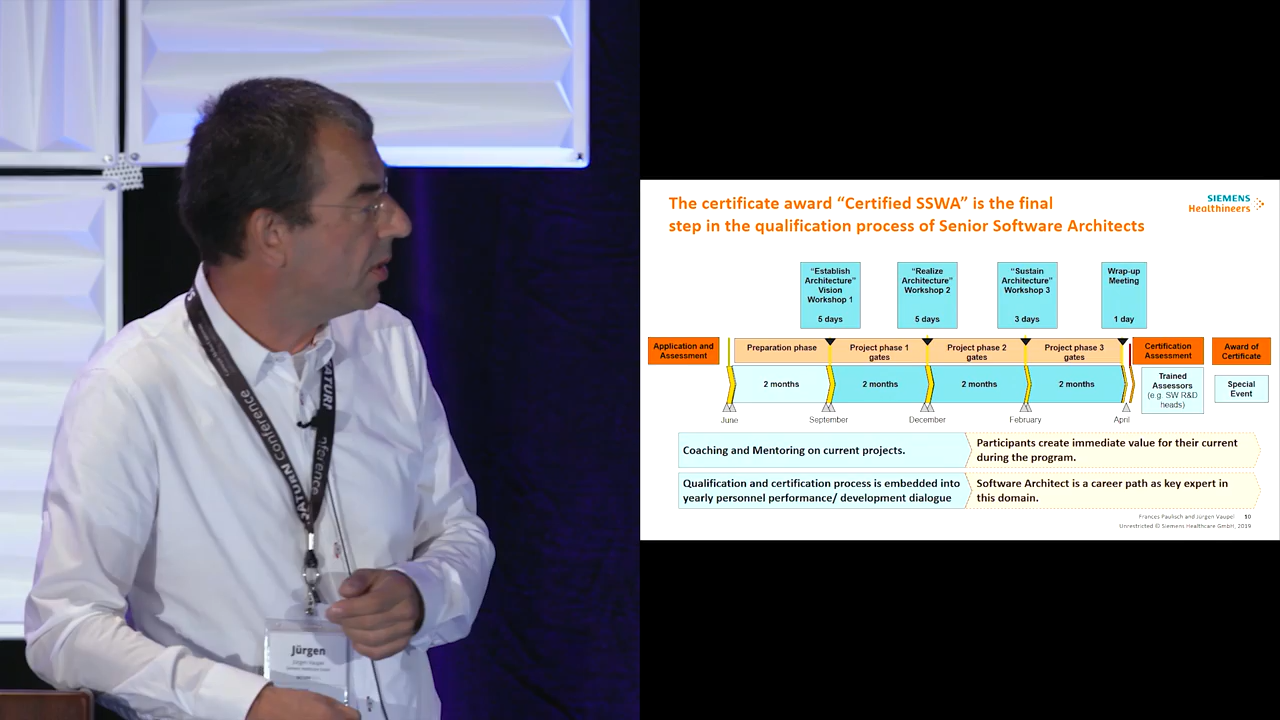 The certificate award “Certified SSWA” is the final
step in the qualification process of Senior Software Architects
SIEMENS
Healthineers
“Establish
Architecture”
Vision
Workshop 1
5 days
“Realize
Architecture”
Workshop 2
5 days
“Sustain
Architecture”
Workshop 3
3 days
Wrap-up
Meeting
1 day
Application and
Assessment
Preparation phase
Project phase 1
gates
Project phase 2
gates
Project phase 3
gates
Certification
Assessment
Award of
Certificate
2 months
2 months
2 months
2 months
Trained
Assessors
(e.g. SW R&D
heads)
Special
Event
June
September
December
February
April
Coaching and Mentoring on current projects.
Participants create immediate value for their current
during the program.
Qualification and certification process is embedded into
yearly personnel performance/ development dialogue
Software Architect is a career path as key expert in
this domain.
Frances Paulisch and Jürgen Vaupel 10
Unrestricted © Siemens Healthcare GmbH, 2019
SATURN Conference
SATURN
nference
Jürgen
Jürgen Vaupel